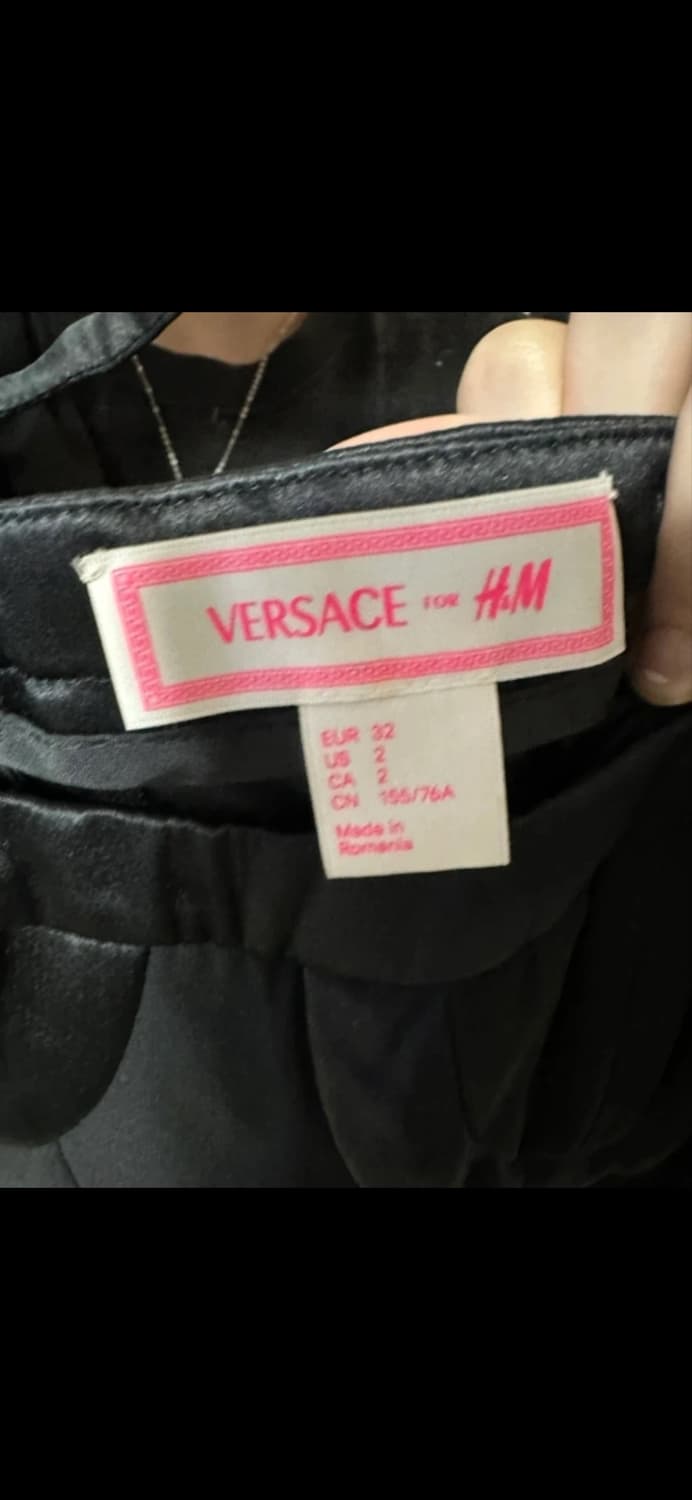 VERSACE FOR H&M
EUR 32
US 2
CA 2
CN 155/76A
Made in
Romania